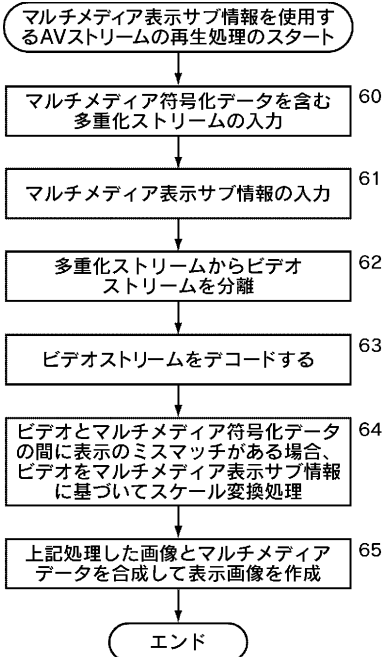 マルチメディア表示サブ情報を使用す
るAVストリームの再生処理のスタート
60
マルチメディア符号化データを含む
多重化ストリームの入力
61
マルチメディア表示サブ情報の入力
62
多重化ストリームからビデオ
ストリームを分離
63
ビデオストリームをデコードする
64
ビデオとマルチメディア符号化データ
の間に表示のミスマッチがある場合、
ビデオをマルチメディア表示サブ情報
に基づいてスケール変換処理
65
上記処理した画像とマルチメディア
データを合成して表示画像を作成
エンド